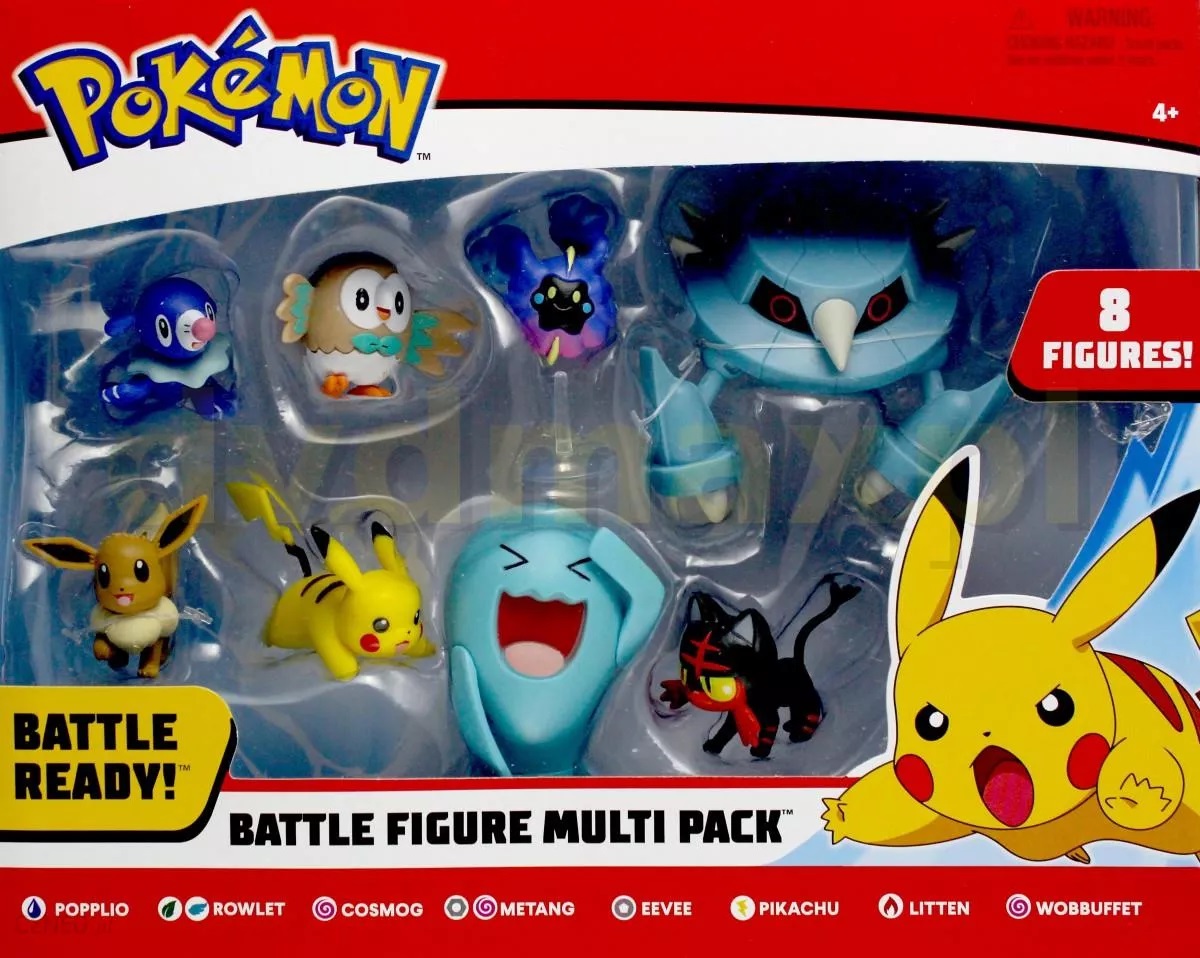 POKéMON™
WARNING:
4+
8
FIGURES!
BATTLE
READY!™
BATTLE FIGURE MULTI PACK™
POPPLIO ROWLET COSMOG METANG EEVEE PIKACHU LITTEN WOBBUFFET